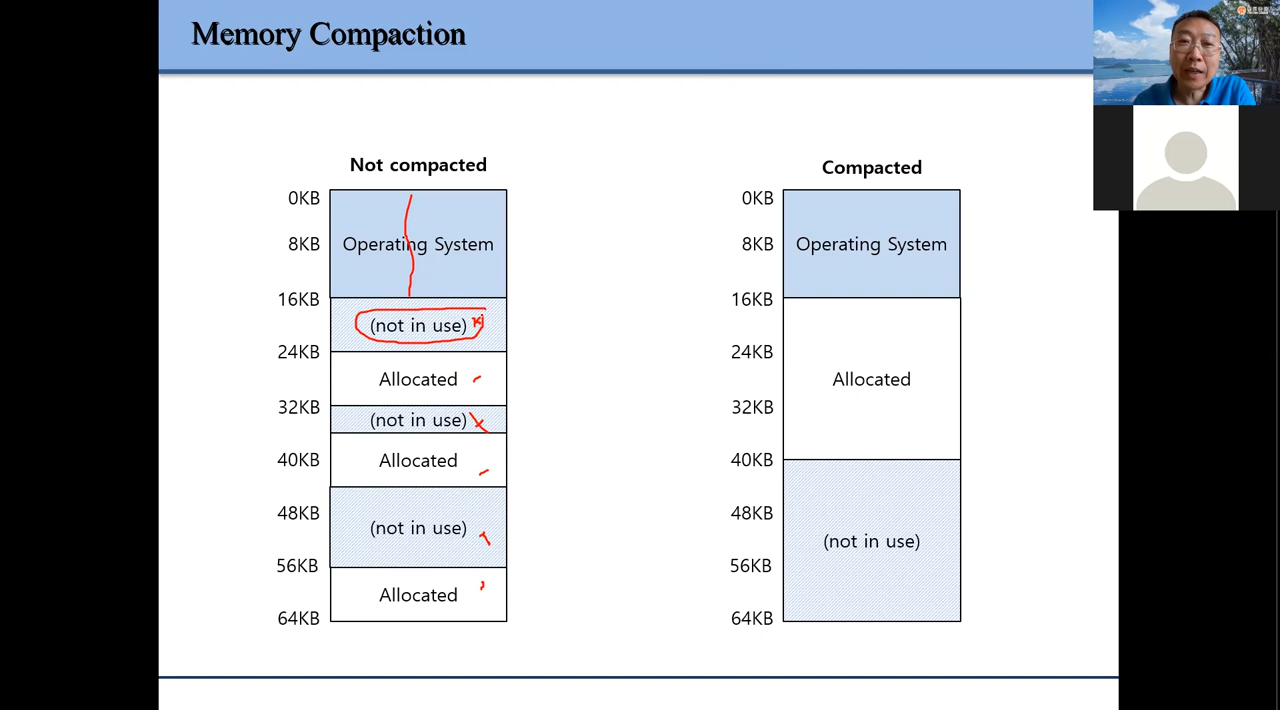 Memory Compaction
Not compacted
0KB
8KB
Operating System
16KB
(not in use)
24KB
Allocated
32KB
(not in use)
40KB
Allocated
48KB
(not in use)
56KB
Allocated
64KB
Compacted
0KB
8KB
Operating System
16KB
24KB
Allocated
32KB
40KB
48KB
(not in use)
56KB
64KB